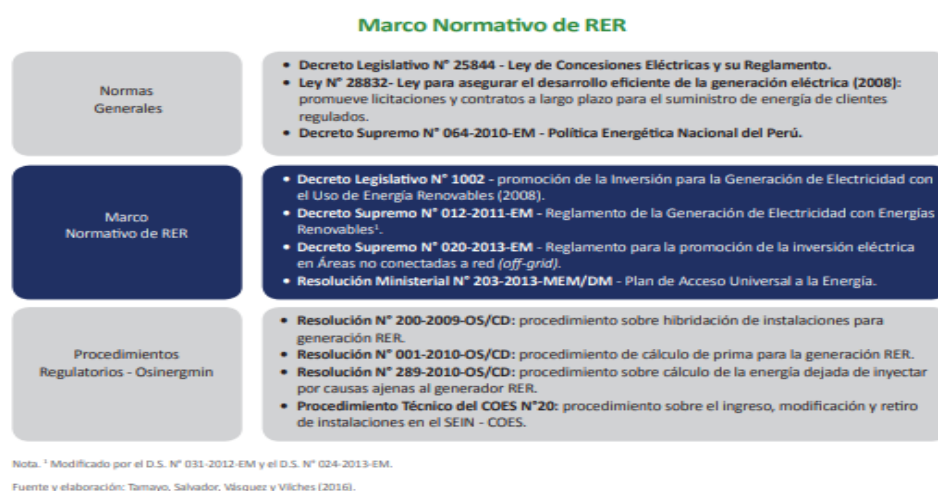 Marco Normativo de RER
Normas
Generales
• Decreto Legislativo N° 25844 - Ley de Concesiones Eléctricas y su Reglamento.
• Ley N° 28832- Ley para asegurar el desarrollo eficiente de la generación eléctrica (2008):
promueve licitaciones y contratos a largo plazo para el suministro de energía de clientes
regulados.
• Decreto Supremo N° 064-2010-EM - Política Energética Nacional del Perú.
Marco
Normativo de RER
• Decreto Legislativo N° 1002 - promoción de la Inversión para la Generación de Electricidad con
el Uso de Energía Renovables (2008).
• Decreto Supremo N° 012-2011-EM - Reglamento de la Generación de Electricidad con Energías
Renovables¹.
• Decreto Supremo N° 020-2013-EM - Reglamento para la promoción de la inversión eléctrica
en Áreas no conectadas a red (off-grid).
• Resolución Ministerial N° 203-2013-MEM/DM - Plan de Acceso Universal a la Energía.
Procedimientos
Regulatorios - Osinergmin
• Resolución N° 200-2009-OS/CD: procedimiento sobre hibridación de instalaciones para
generación RER.
• Resolución N° 001-2010-OS/CD: procedimiento de cálculo de prima para la generación RER.
• Resolución N° 289-2010-OS/CD: procedimiento sobre cálculo de la energía dejada de inyectar
por causas ajenas al generador RER.
• Procedimiento Técnico del COES N°20: procedimiento sobre el ingreso, modificación y retiro
de instalaciones en el SEIN - COES.
Nota. ¹ Modificado por el D.S. N° 031-2012-EM y el D.S. N° 024-2013-EM.
Fuente y elaboración: Tamayo, Salvador, Vásquez y Vilches (2016).